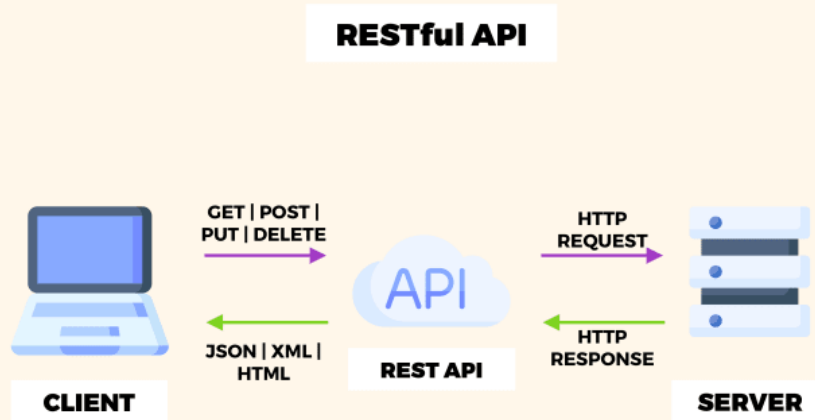 RESTful API
GET | POST |
PUT | DELETE
HTTP
REQUEST
API
JSON | XML |
HTML
HTTP
RESPONSE
REST API
CLIENT
SERVER